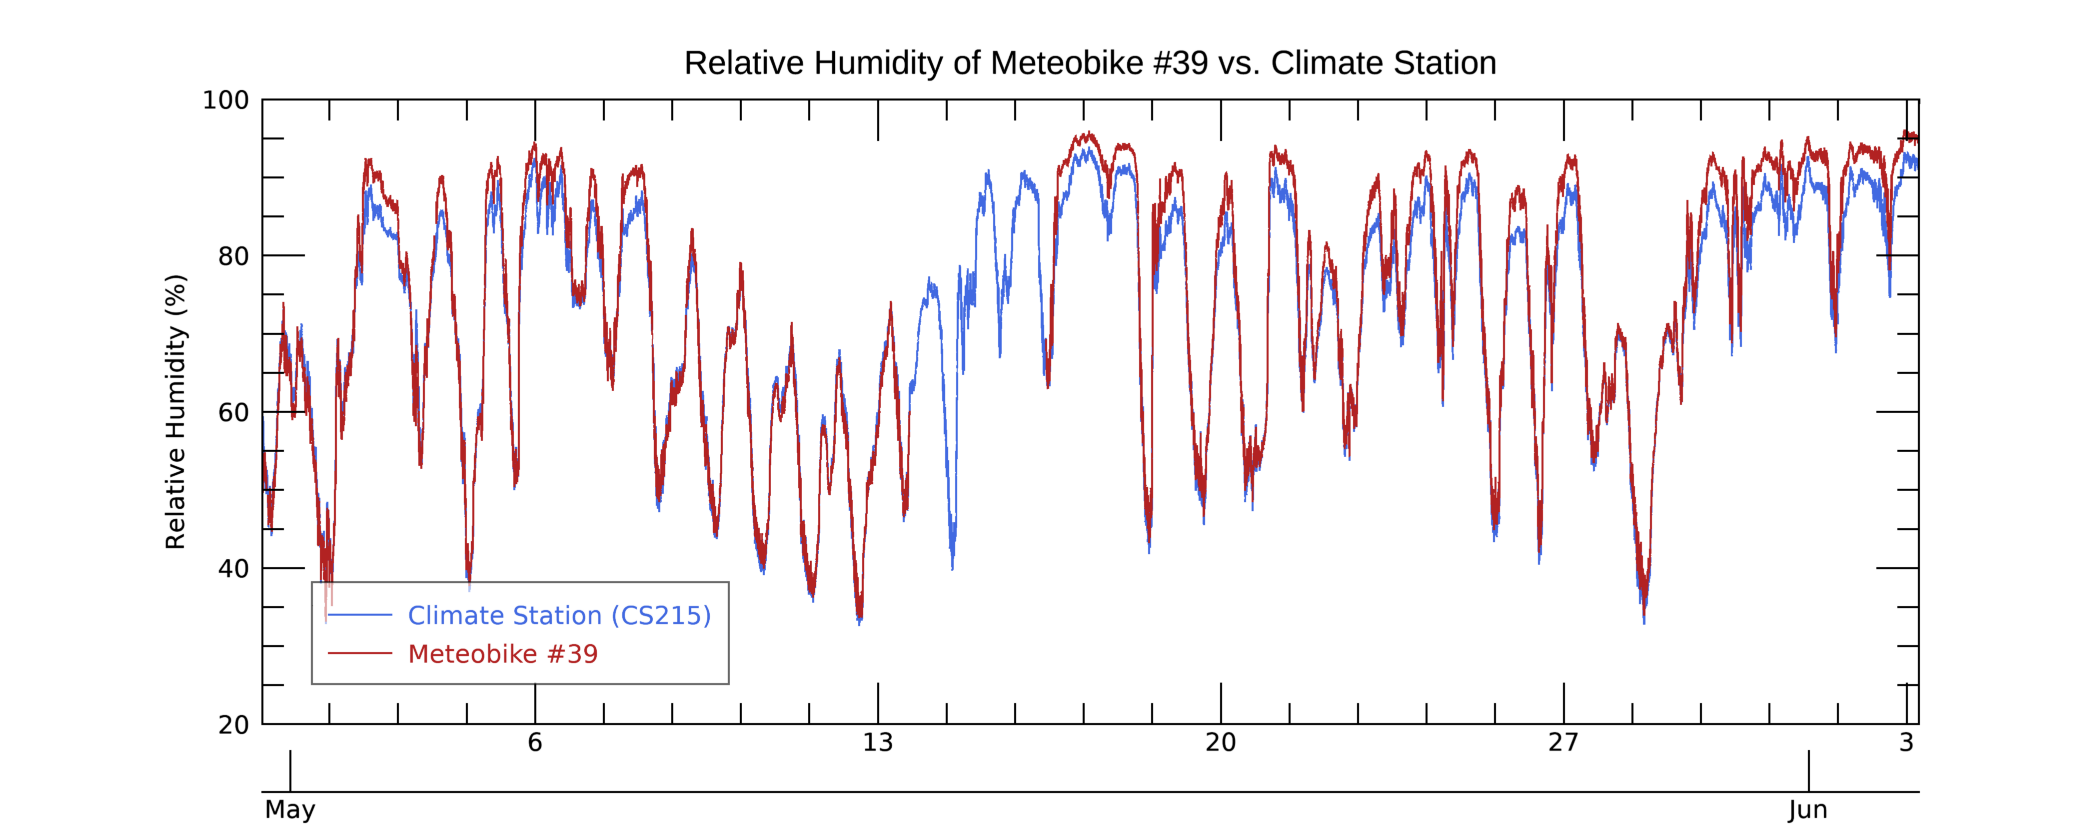 Relative Humidity of Meteobike #39 vs. Climate Station
Relative Humidity (%)
100
80
60
40
20
Climate Station (CS215)
Meteobike #39
6 13 20 27 3
May Jun